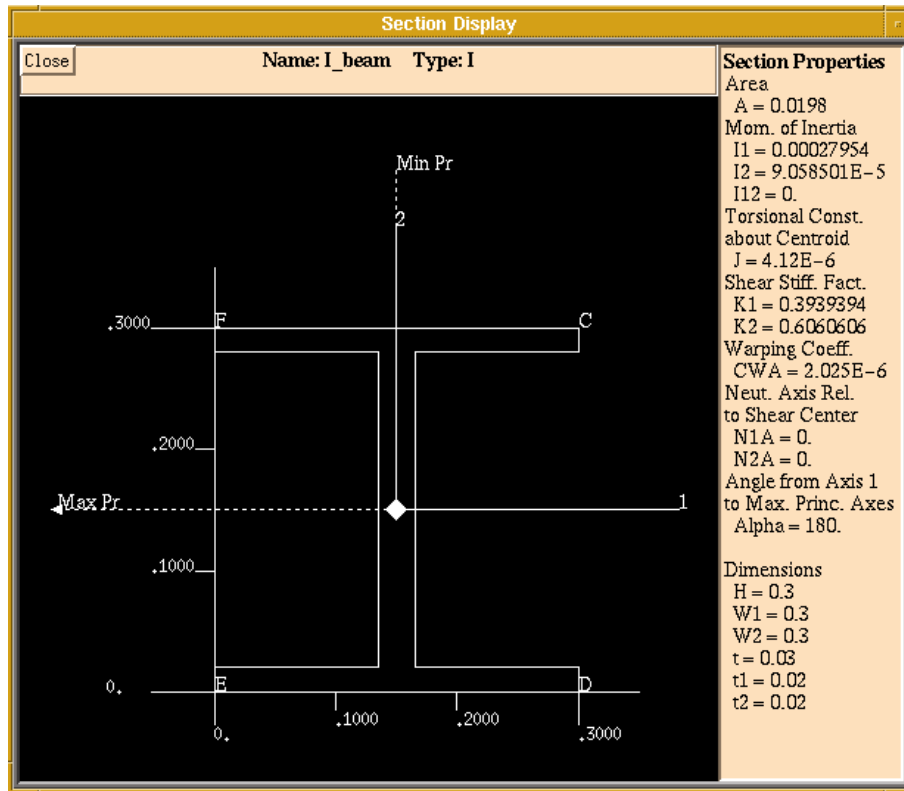 Section Display
Close
Name: I_beam Type: I
Min Pr
2
F
C
.3000
.2000
Max Pr
1
.1000
0.
E
D
0.
.1000
.2000
.3000
Section Properties
Area
A = 0.0198
Mom. of Inertia
I1 = 0.00027954
I2 = 9.058501E-5
I12 = 0.
Torsional Const.
about Centroid
J = 4.12E-6
Shear Stiff. Fact.
K1 = 0.3939394
K2 = 0.6060606
Warping Coeff.
CWA = 2.025E-6
Neut. Axis Rel.
to Shear Center
N1A = 0.
N2A = 0.
Angle from Axis 1
to Max. Princ. Axes
Alpha = 180.
Dimensions
H = 0.3
W1 = 0.3
W2 = 0.3
t = 0.03
t1 = 0.02
t2 = 0.02